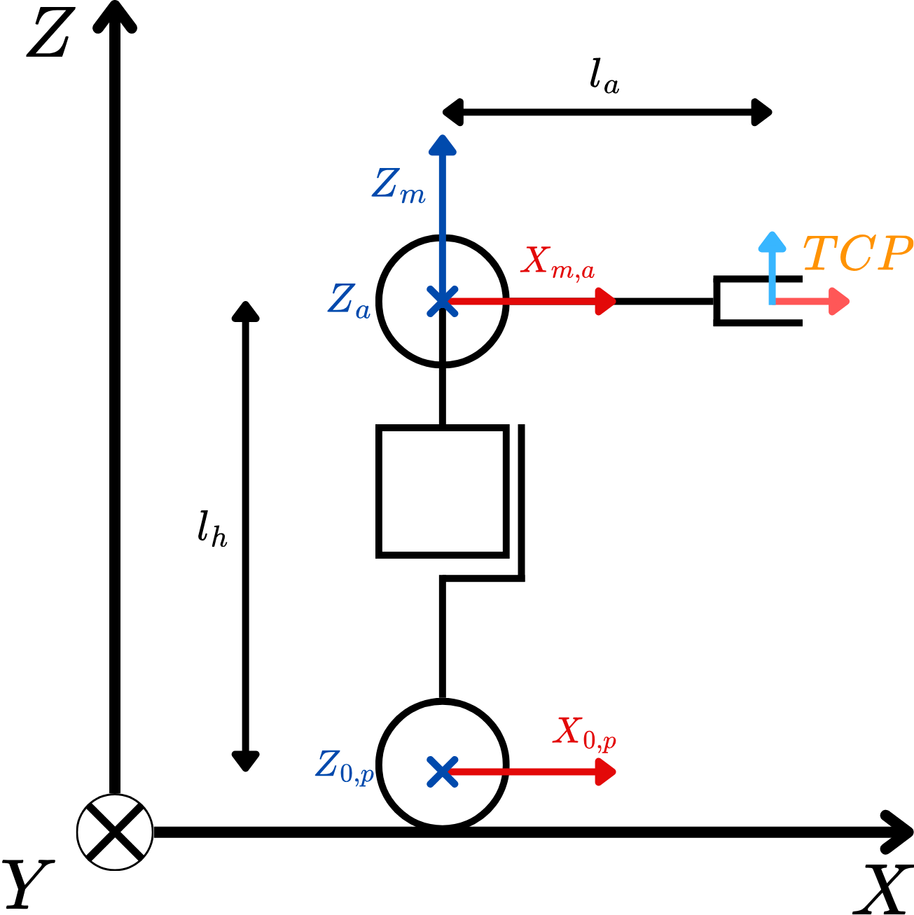 Z
l_a
Z_m
TCP
X_{m,a}
Z_a
l_h
X_{0,p}
Z_{0,p}
Y
X